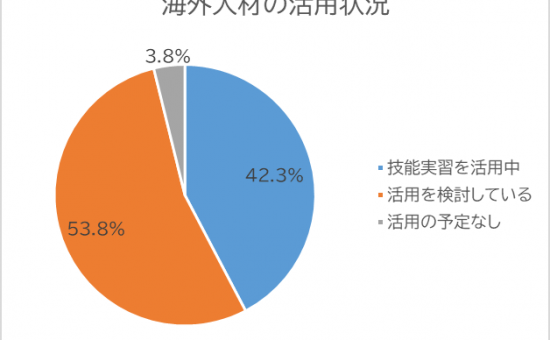 海外人材の活用状況
3.8%
42.3%
53.8%
技能実習を活用中
活用を検討している
活用の予定なし